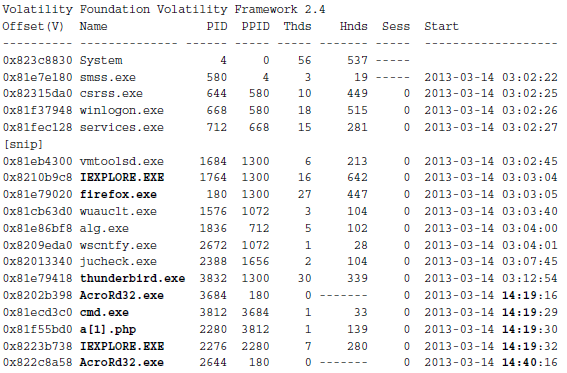 Volatility Foundation Volatility Framework 2.4
Offset(V) Name PID PPID Thds Hnds Sess Start
---------- -------------------- ------ ------ ------ -------- ------ --------------------
0x823c8830 System 4 0 56 537 -----
0x81e7e180 smss.exe 580 4 3 19 ----- 2013-03-14 03:02:22
0x82315da0 csrss.exe 644 580 10 449 0 2013-03-14 03:02:25
0x81f37948 winlogon.exe 668 580 18 515 0 2013-03-14 03:02:26
0x81fec128 services.exe 712 668 15 281 0 2013-03-14 03:02:27
[snip]
0x81eb4300 vmtoolsd.exe 1684 1300 6 213 0 2013-03-14 03:02:45
0x8210b9c8 IEXPLORE.EXE 1764 1300 16 642 0 2013-03-14 03:03:04
0x81e79020 firefox.exe 180 1300 27 447 0 2013-03-14 03:03:05
0x81cb63d0 wuauclt.exe 1576 1072 3 104 0 2013-03-14 03:03:40
0x81e86bf8 alg.exe 1836 712 5 102 0 2013-03-14 03:04:00
0x8209eda0 wscntfy.exe 2672 1072 1 28 0 2013-03-14 03:04:01
0x82013340 jucheck.exe 2388 1656 2 104 0 2013-03-14 03:07:45
0x81e79418 thunderbird.exe 3832 1300 30 339 0 2013-03-14 03:12:54
0x8202b398 AcroRd32.exe 3684 180 0 ------- 0 2013-03-14 14:19:16
0x81ecd3c0 cmd.exe 3812 3684 1 33 0 2013-03-14 14:19:29
0x81f55bd0 a[1].php 2280 3812 1 139 0 2013-03-14 14:19:30
0x8223b738 IEXPLORE.EXE 2276 2280 7 280 0 2013-03-14 14:19:32
0x822c8a58 AcroRd32.exe 2644 180 0 ------- 0 2013-03-14 14:40:16